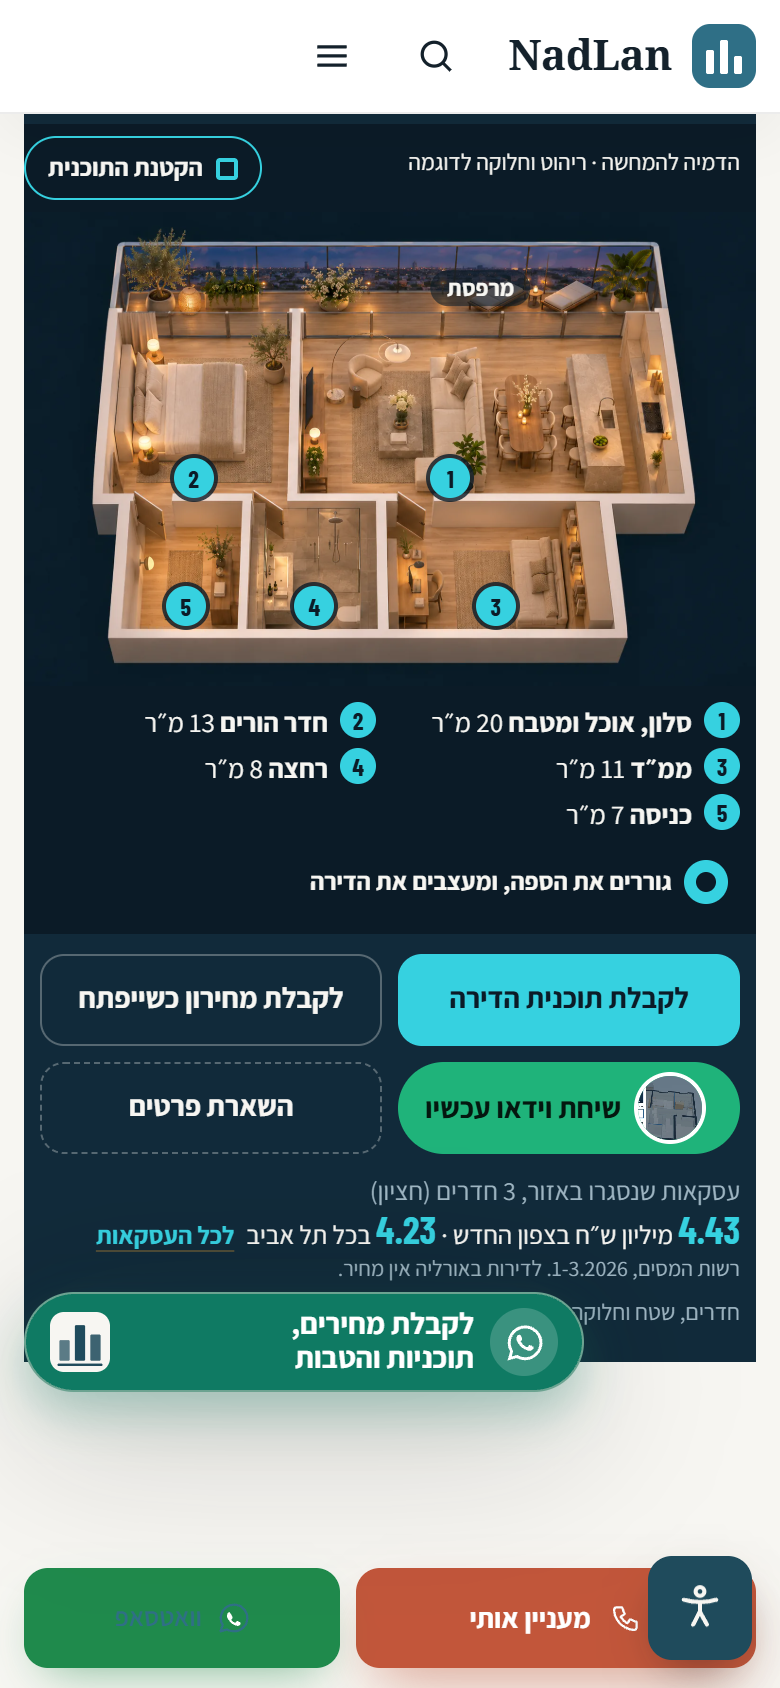 NadLan
הדמיה להמחשה · ריהוט וחלוקה לדוגמה
הקטנת התוכנית
מרפסת
2
1
5
4
3
1 סלון, אוכל ומטבח 20 מ״ר
2 חדר הורים 13 מ״ר
3 ממ״ד 11 מ״ר
4 רחצה 8 מ״ר
5 כניסה 7 מ״ר
גוררים את הספה, ומעצבים את הדירה
לקבלת תוכנית הדירה
לקבלת מחירון כשייפתח
שיחת וידאו עכשיו
השארת פרטים
עסקאות שנסגרו באזור, 3 חדרים (חציון)
4.43 מיליון ש״ח בצפון החדש · 4.23 בכל תל אביב לכל העסקאות
רשות המסים, 1-3.2026. לדירות באורליה אין מחיר.
חדרים, שטח וחלוקה
לקבלת מחירים,
תוכניות והטבות
מעניין אותי
וואטסאפ